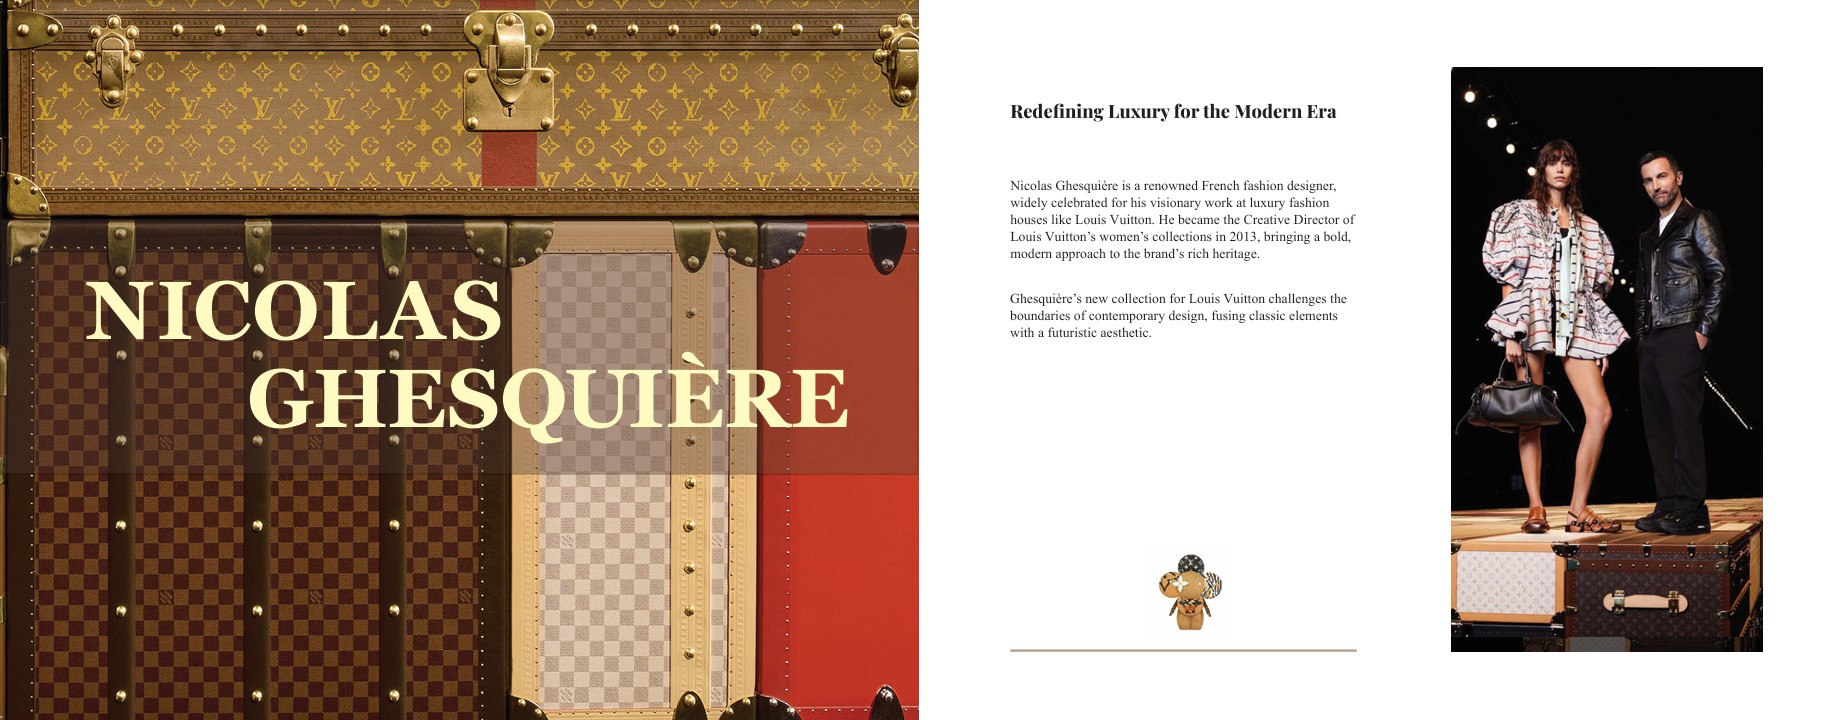 NICOLAS
GHESQUIÈRE
Redefining Luxury for the Modern Era
Nicolas Ghesquière is a renowned French fashion designer,
widely celebrated for his visionary work at luxury fashion
houses like Louis Vuitton. He became the Creative Director of
Louis Vuitton’s women’s collections in 2013, bringing a bold,
modern approach to the brand’s rich heritage.
Ghesquière’s new collection for Louis Vuitton challenges the
boundaries of contemporary design, fusing classic elements
with a futuristic aesthetic.